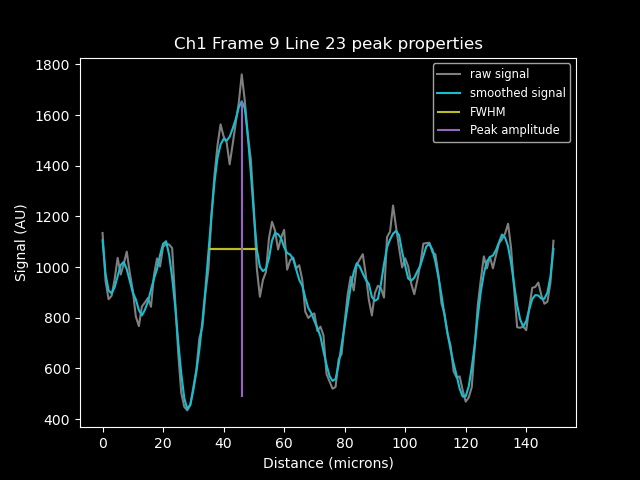 Ch1 Frame 9 Line 23 peak properties
raw signal
smoothed signal
FWHM
Peak amplitude
Signal (AU)
1800
1600
1400
1200
1000
800
600
400
0 20 40 60 80 100 120 140
Distance (microns)